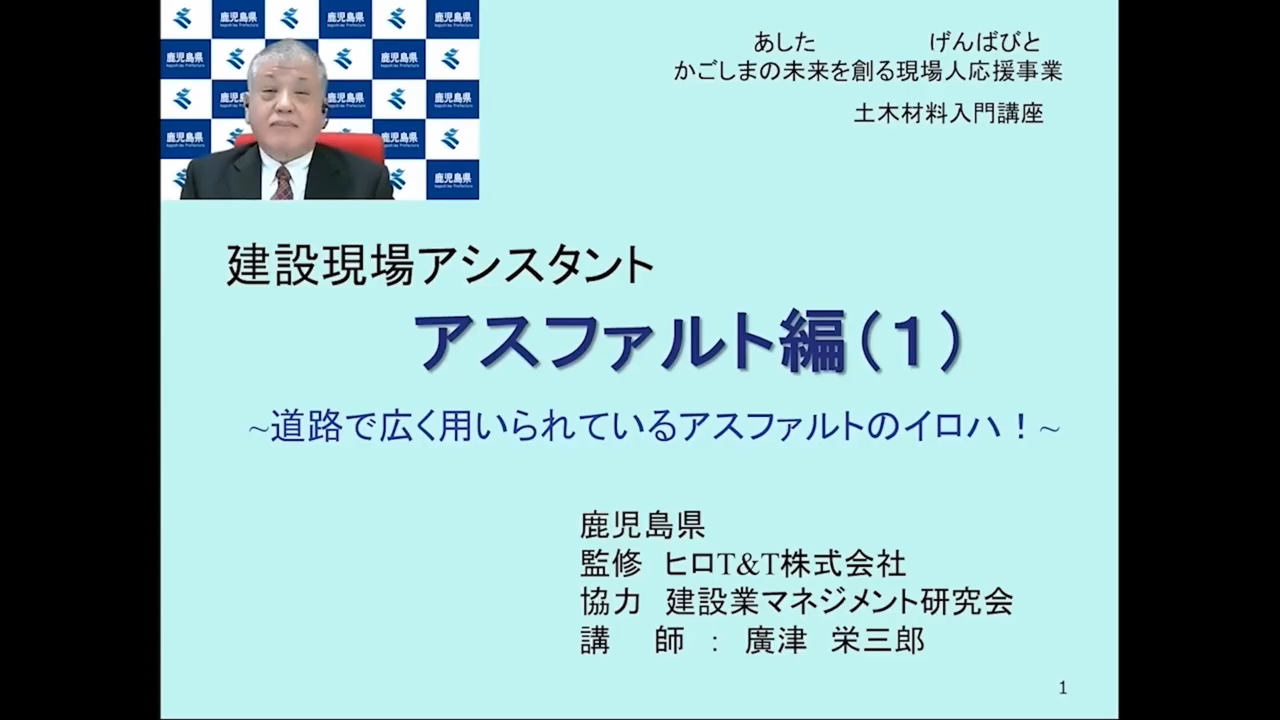 鹿児島県
あした げんばびと
かごしまの未来を創る現場人応援事業
土木材料入門講座
建設現場アシスタント
アスファルト編（１）
~道路で広く用いられているアスファルトのイロハ！~
鹿児島県
監修 ヒロT&T株式会社
協力 建設業マネジメント研究会
講 師 ： 廣津 栄三郎
1